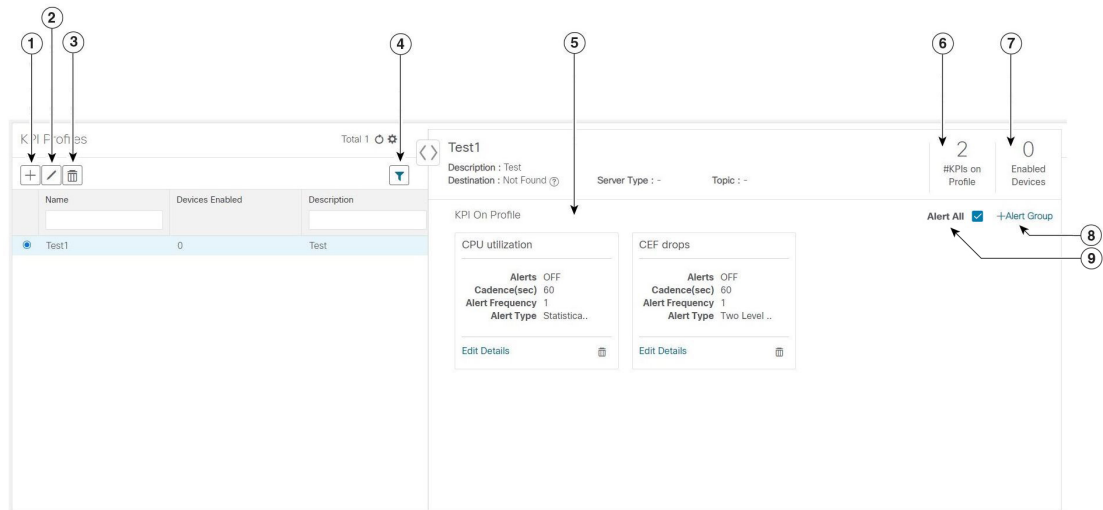 2
1
3
4
5
6
7
KPI Profiles
Total 1
Name
Devices Enabled
Description
Test1
0
Test
Test1
Description : Test
Destination : Not Found ?
Server Type : -
Topic : -
2
#KPIs on
Profile
0
Enabled
Devices
KPI On Profile
Alert All
+Alert Group
8
9
CPU utilization
Alerts OFF
Cadence(sec) 60
Alert Frequency 1
Alert Type Statistica..
Edit Details
CEF drops
Alerts OFF
Cadence(sec) 60
Alert Frequency 1
Alert Type Two Level ..
Edit Details